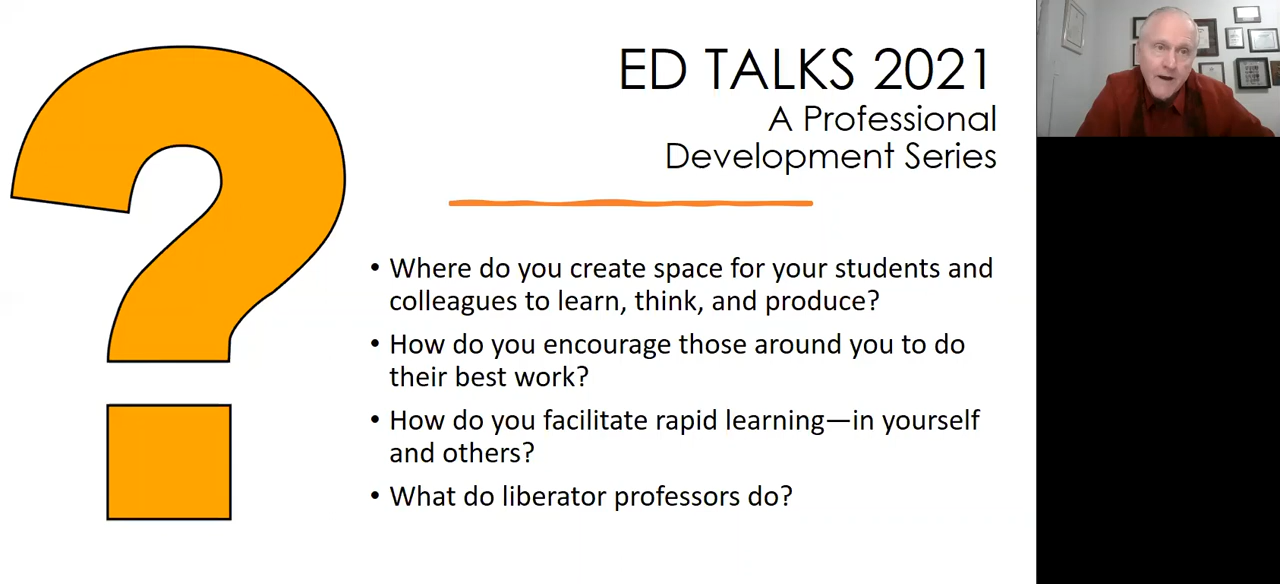 ED TALKS 2021
A Professional
Development Series
• Where do you create space for your students and
colleagues to learn, think, and produce?
• How do you encourage those around you to do
their best work?
• How do you facilitate rapid learning—in yourself
and others?
• What do liberator professors do?